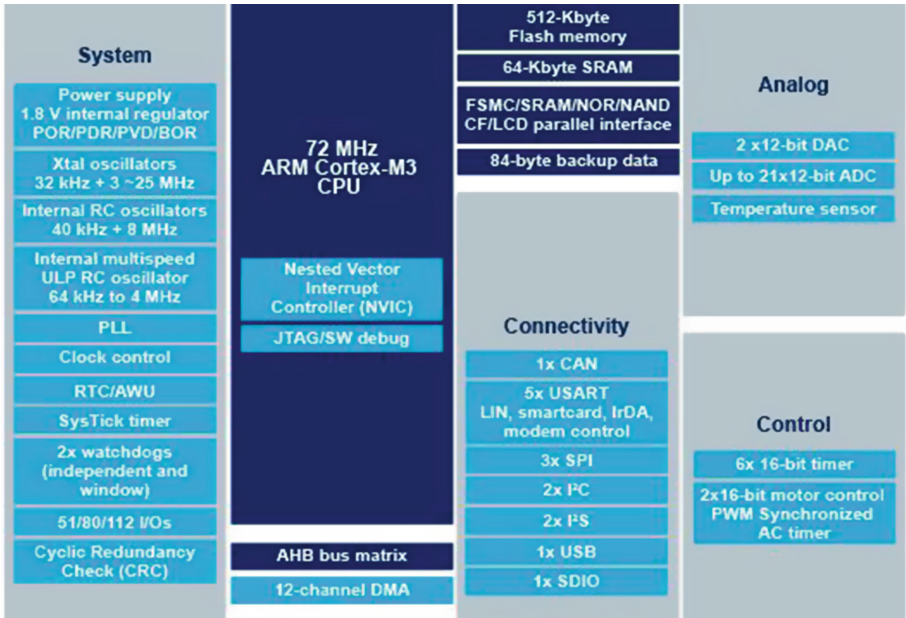 System
Power supply
1.8 V internal regulator
POR/PDR/PVD/BOR
Xtal oscillators
32 kHz + 3 ~25 MHz
Internal RC oscillators
40 kHz + 8 MHz
Internal multispeed
ULP RC oscillator
64 kHz to 4 MHz
PLL
Clock control
RTC/AWU
SysTick timer
2x watchdogs
(independent and
window)
51/80/112 I/Os
Cyclic Redundancy
Check (CRC)
72 MHz
ARM Cortex-M3
CPU
Nested Vector
Interrupt
Controller (NVIC)
JTAG/SW debug
AHB bus matrix
12-channel DMA
512-Kbyte
Flash memory
64-Kbyte SRAM
FSMC/SRAM/NOR/NAND
CF/LCD parallel interface
84-byte backup data
Connectivity
1x CAN
5x USART
LIN, smartcard, IrDA,
modem control
3x SPI
2x I²C
2x I²S
1x USB
1x SDIO
Analog
2 x12-bit DAC
Up to 21x12-bit ADC
Temperature sensor
Control
6x 16-bit timer
2x16-bit motor control
PWM Synchronized
AC timer